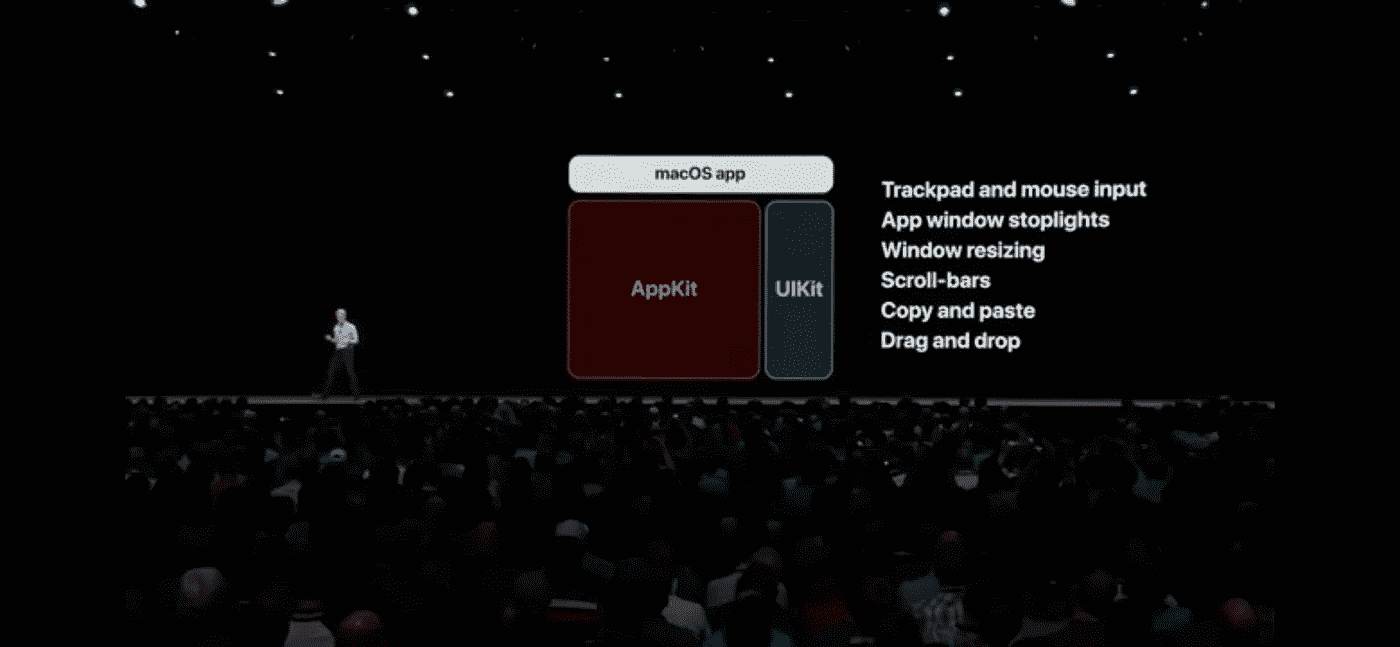 macOS app
AppKit
UIKit
Trackpad and mouse input
App window stoplights
Window resizing
Scroll-bars
Copy and paste
Drag and drop